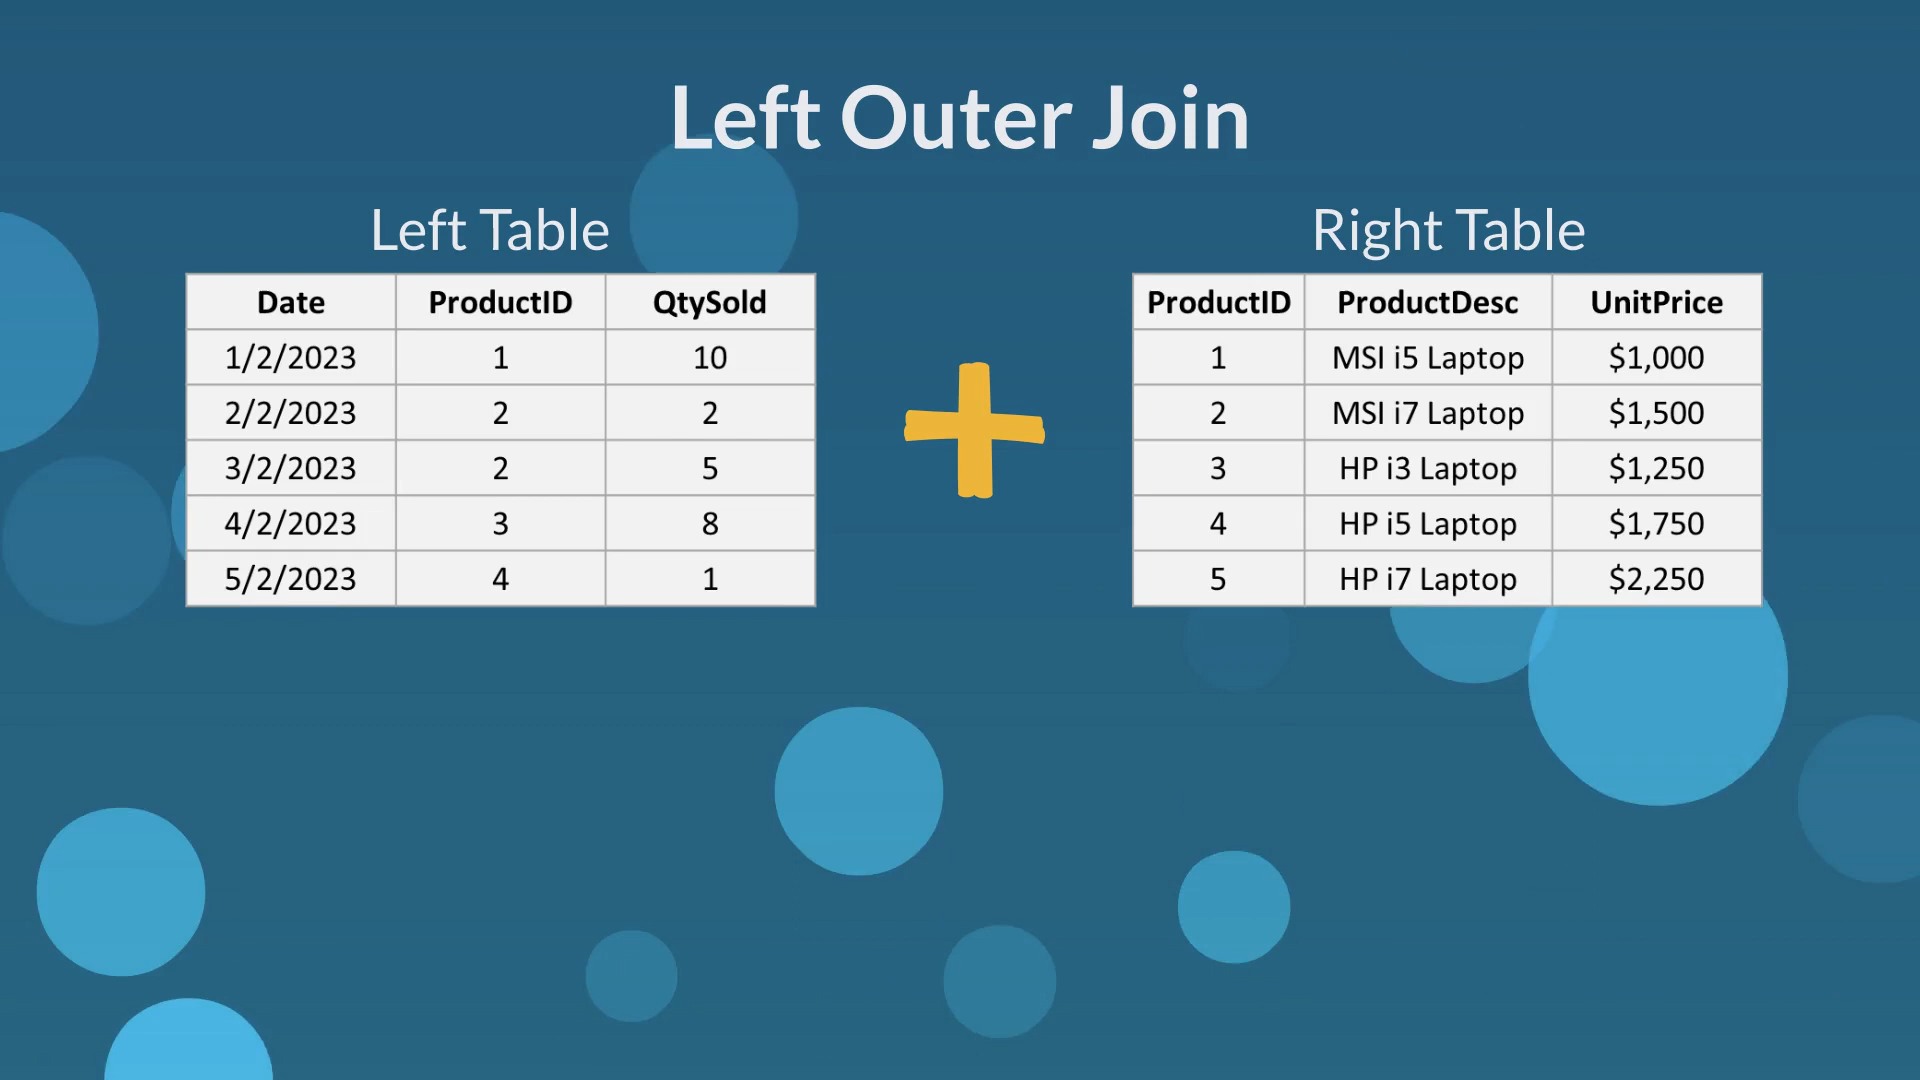 Left Outer Join
Left Table
Date ProductID QtySold
1/2/2023 1 10
2/2/2023 2 2
3/2/2023 2 5
4/2/2023 3 8
5/2/2023 4 1
Right Table
ProductID ProductDesc UnitPrice
1 MSI i5 Laptop $1,000
2 MSI i7 Laptop $1,500
3 HP i3 Laptop $1,250
4 HP i5 Laptop $1,750
5 HP i7 Laptop $2,250